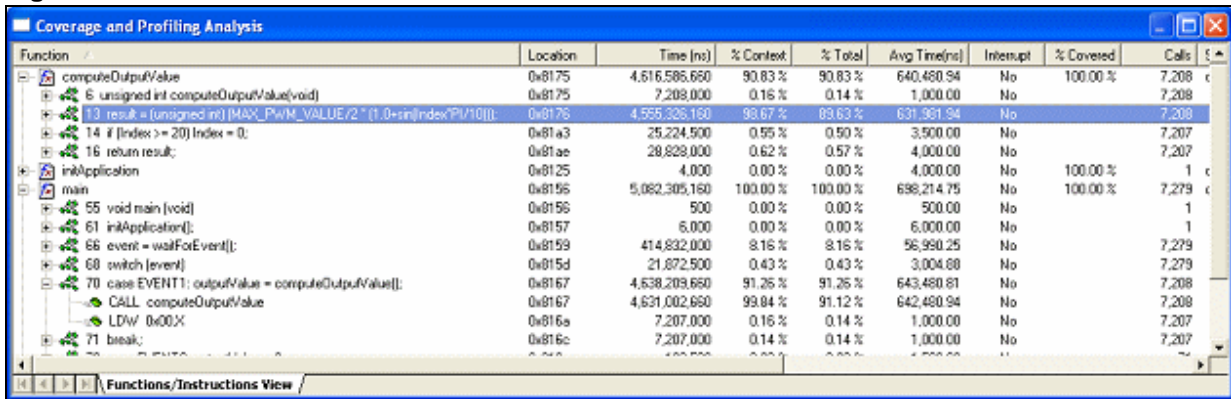 Coverage and Profiling Analysis
Function Location Time (ns) % Context % Total Avg Time(ns) Interrupt % Covered Calls S
computeOutputValue 0x8175 4,616,586,660 90.83 % 90.83 % 640,480.94 No 100.00 % 7,208
6 unsigned int computeOutputValue(void) 0x8175 7,208,000 0.16 % 0.14 % 1,000.00 No 7,208
13 result = (unsigned int) (MAX_PWM_VALUE/2 * (1.0+sin(Index*PI/10))); 0x8176 4,555,326,160 98.67 % 89.63 % 631,981.94 No 7,208
14 if (Index >= 20) Index = 0; 0x81a3 25,224,500 0.55 % 0.50 % 3,500.00 No 7,207
16 return result; 0x81ae 28,828,000 0.62 % 0.57 % 4,000.00 No 7,207
initApplication 0x8125 4,000 0.00 % 0.00 % 4,000.00 No 100.00 % 1
main 0x8156 5,082,305,160 100.00 % 100.00 % 698,214.75 No 100.00 % 7,279
55 void main (void) 0x8156 500 0.00 % 0.00 % 500.00 No 1
61 initApplication(); 0x8157 6,000 0.00 % 0.00 % 6,000.00 No 1
66 event = waitForEvent(); 0x8159 414,832,000 8.16 % 8.16 % 56,990.25 No 7,279
68 switch (event) 0x815d 21,872,500 0.43 % 0.43 % 3,004.88 No 7,279
70 case EVENT1: outputValue = computeOutputValue(); 0x8167 4,638,209,660 91.26 % 91.26 % 643,480.81 No 7,208
CALL computeOutputValue 0x8167 4,631,002,660 99.84 % 91.12 % 642,480.94 No 7,208
LDW 0x00,X 0x816a 7,207,000 0.16 % 0.14 % 1,000.00 No 7,207
71 break; 0x816c 7,207,000 0.14 % 0.14 % 1,000.00 No 7,207
Functions/Instructions View